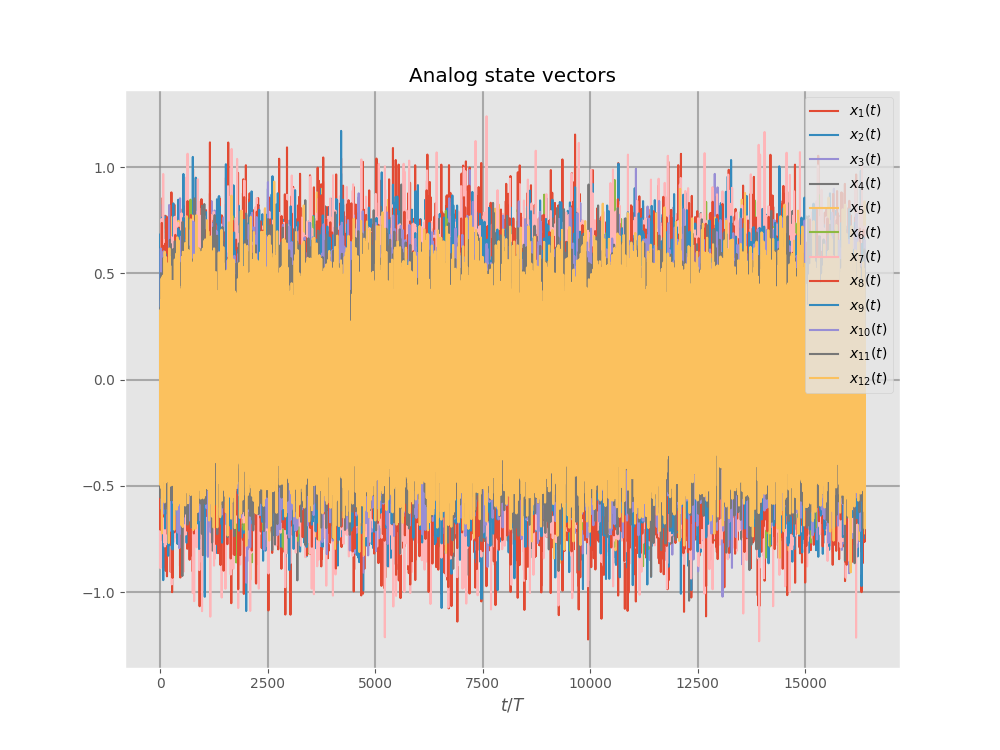 Analog state vectors
1.0
0.5
0.0
−0.5
−1.0
0
2500
5000
7500
10000
12500
15000
t/T
x₁(t)
x₂(t)
x₃(t)
x₄(t)
x₅(t)
x₆(t)
x₇(t)
x₈(t)
x₉(t)
x₁₀(t)
x₁₁(t)
x₁₂(t)